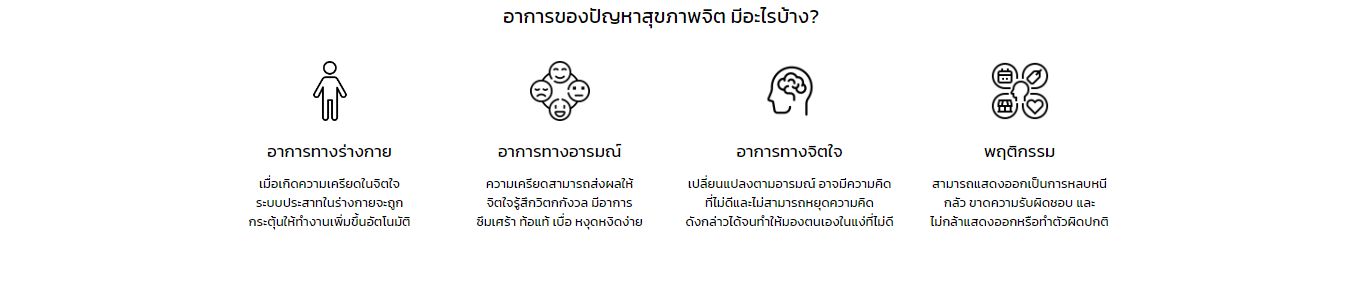 อาการของปัญหาสุขภาพจิต มีอะไรบ้าง?
อาการทางร่างกาย
เมื่อเกิดความเครียดในจิตใจ
ระบบประสาทในร่างกายจะถูก
กระตุ้นให้ทำงานเพิ่มขึ้นอัตโนมัติ
อาการทางอารมณ์
ความเครียดสามารถส่งผลให้
จิตใจรู้สึกวิตกกังวล มีอาการ
ซึมเศร้า ท้อแท้ เบื่อ หงุดหงิดง่าย
อาการทางจิตใจ
เปลี่ยนแปลงตามอารมณ์ อาจมีความคิด
ที่ไม่ดีและไม่สามารถหยุดความคิด
ดังกล่าวได้จนทำให้มองตนเองในแง่ที่ไม่ดี
พฤติกรรม
สามารถแสดงออกเป็นการหลบหนี
กลัว ขาดความรับผิดชอบ และ
ไม่กล้าแสดงออกหรือทำตัวผิดปกติ